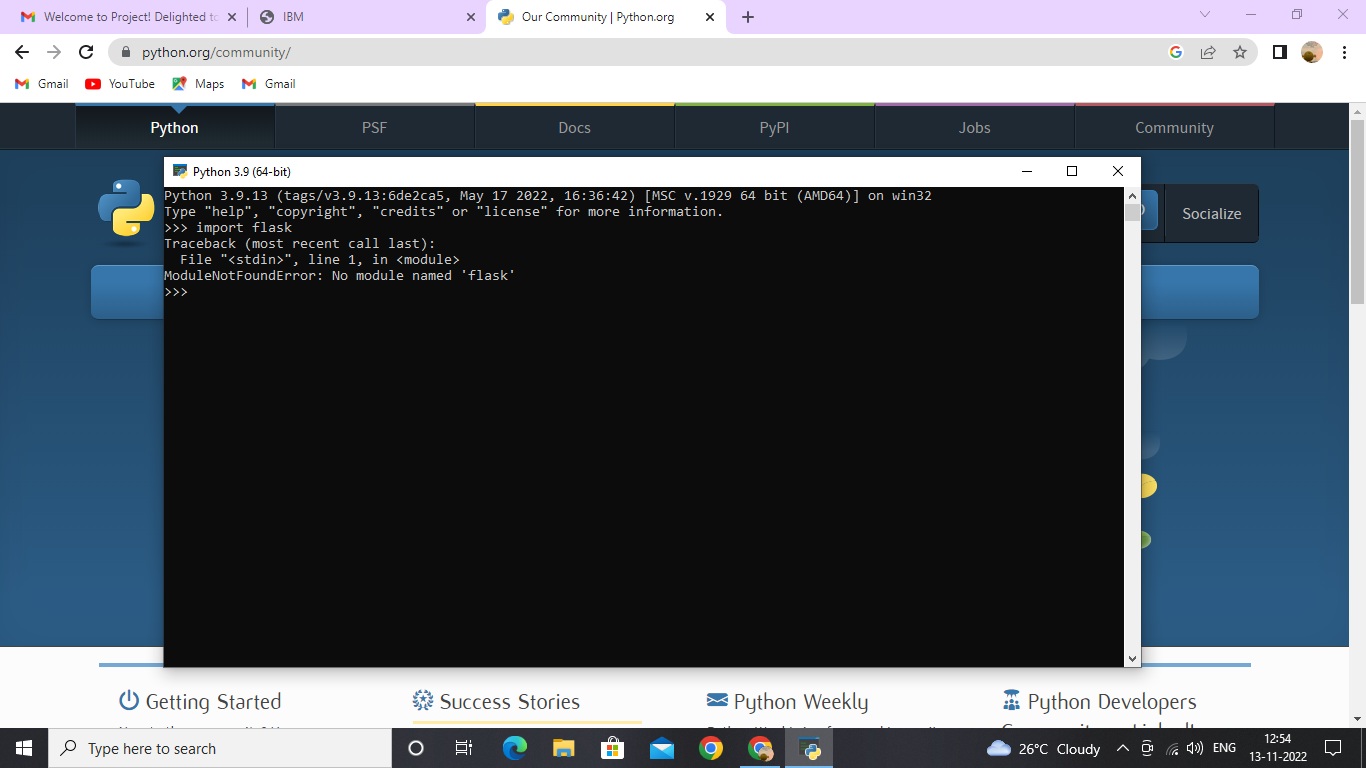 Welcome to Project! Delighted to
IBM
Our Community | Python.org
python.org/community/
Gmail
YouTube
Maps
Gmail
Python
PSF
Docs
PyPI
Jobs
Community
Socialize
Python 3.9 (64-bit)
Python 3.9.13 (tags/v3.9.13:6de2ca5, May 17 2022, 16:36:42) [MSC v.1929 64 bit (AMD64)] on win32
Type "help", "copyright", "credits" or "license" for more information.
>>> import flask
Traceback (most recent call last):
  File "<stdin>", line 1, in <module>
ModuleNotFoundError: No module named 'flask'
>>>
Getting Started
Success Stories
Python Weekly
Python Developers
Type here to search
26°C Cloudy
ENG
12:54
13-11-2022